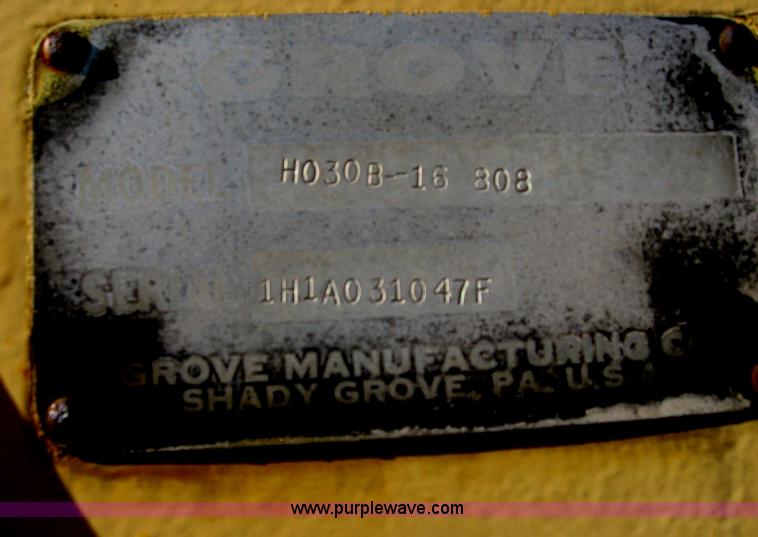 GROVE
MODEL H030B-16 808
SERIAL 1H1A031047F
GROVE MANUFACTURING C
SHADY GROVE, PA. U.S.A
www.purplewave.com